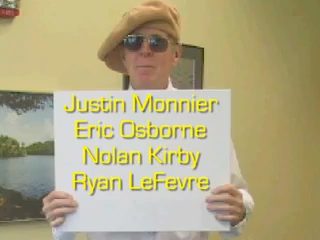 Justin Monnier
Eric Osborne
Nolan Kirby
Ryan LeFevre